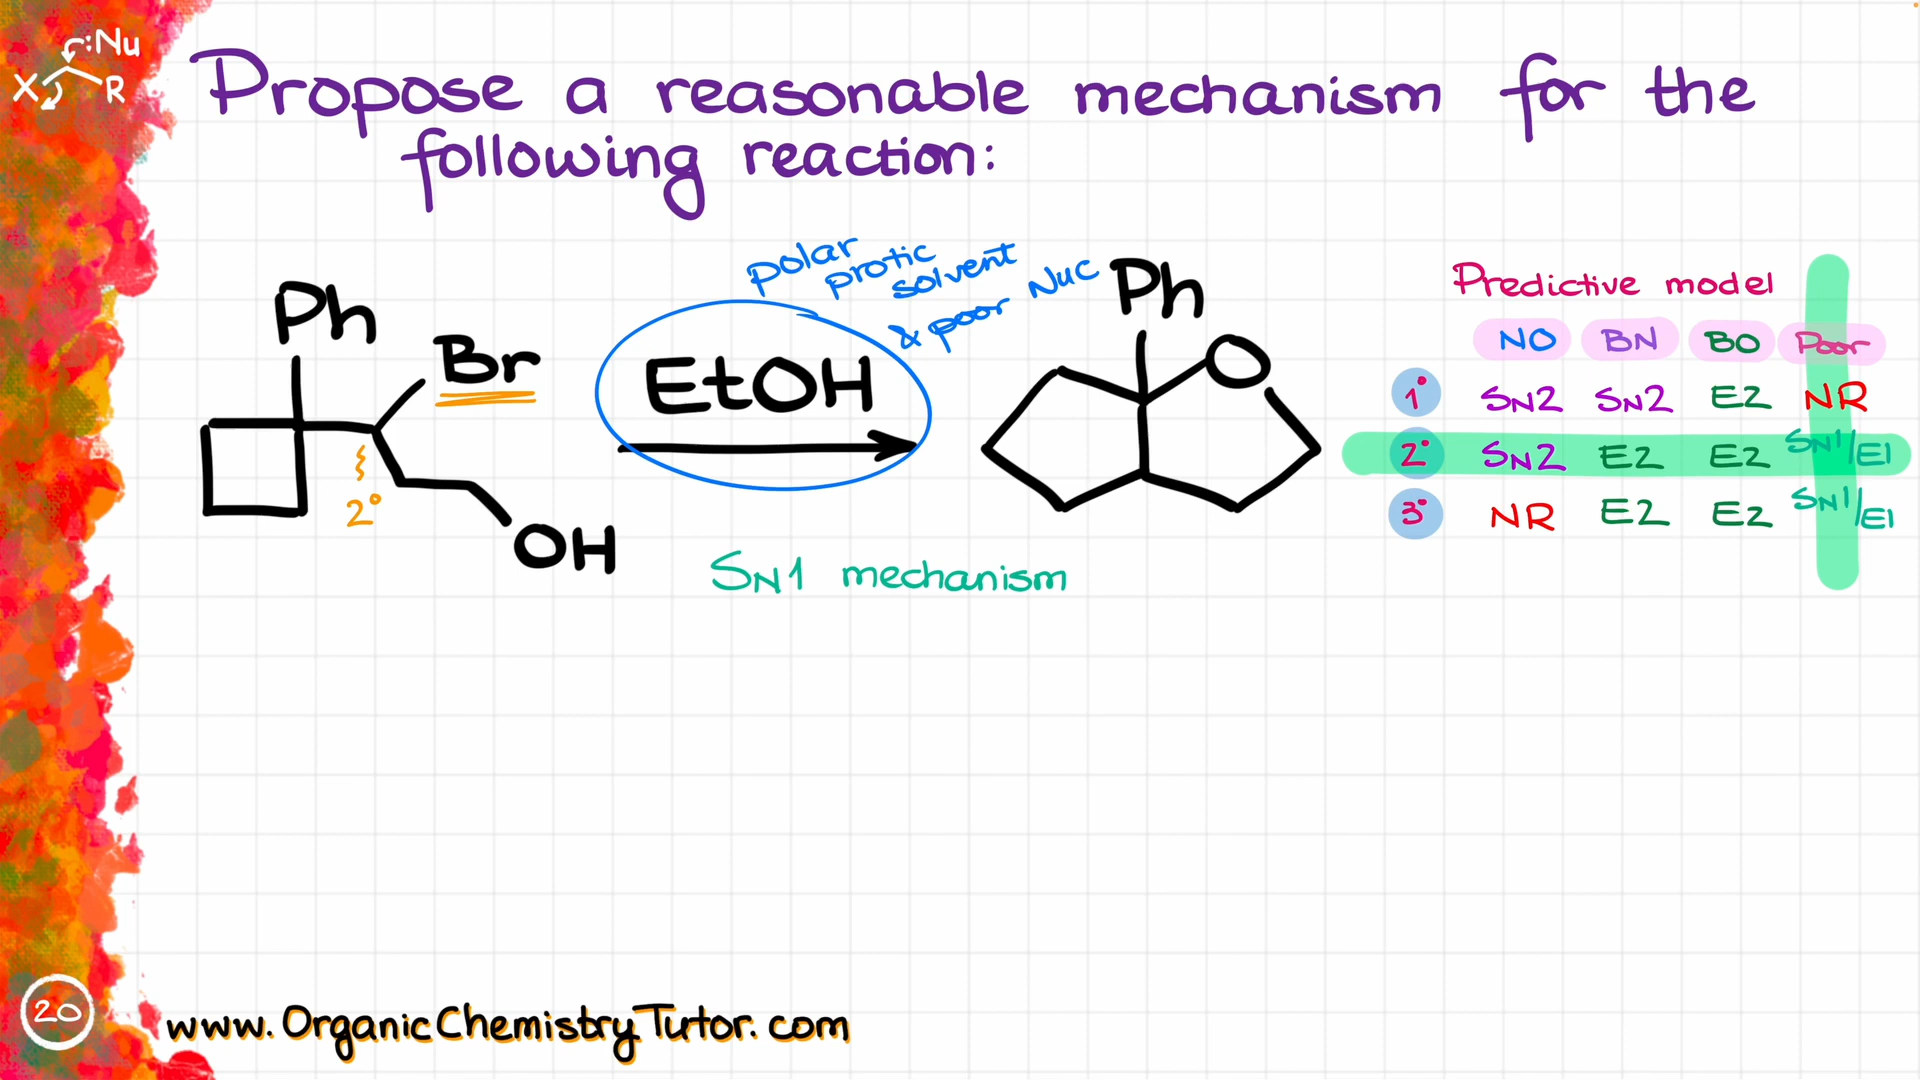 :Nu
X R
Propose a reasonable mechanism for the
following reaction:
polar
protic
solvent
& poor Nuc
Ph
Br
2°
OH
EtOH
SN1 mechanism
Ph
O
Predictive model
NO BN BO Poor
1° SN2 SN2 E2 NR
2° SN2 E2 E2 SN1/E1
3° NR E2 E2 SN1/E1
20
www.OrganicChemistryTutor.com